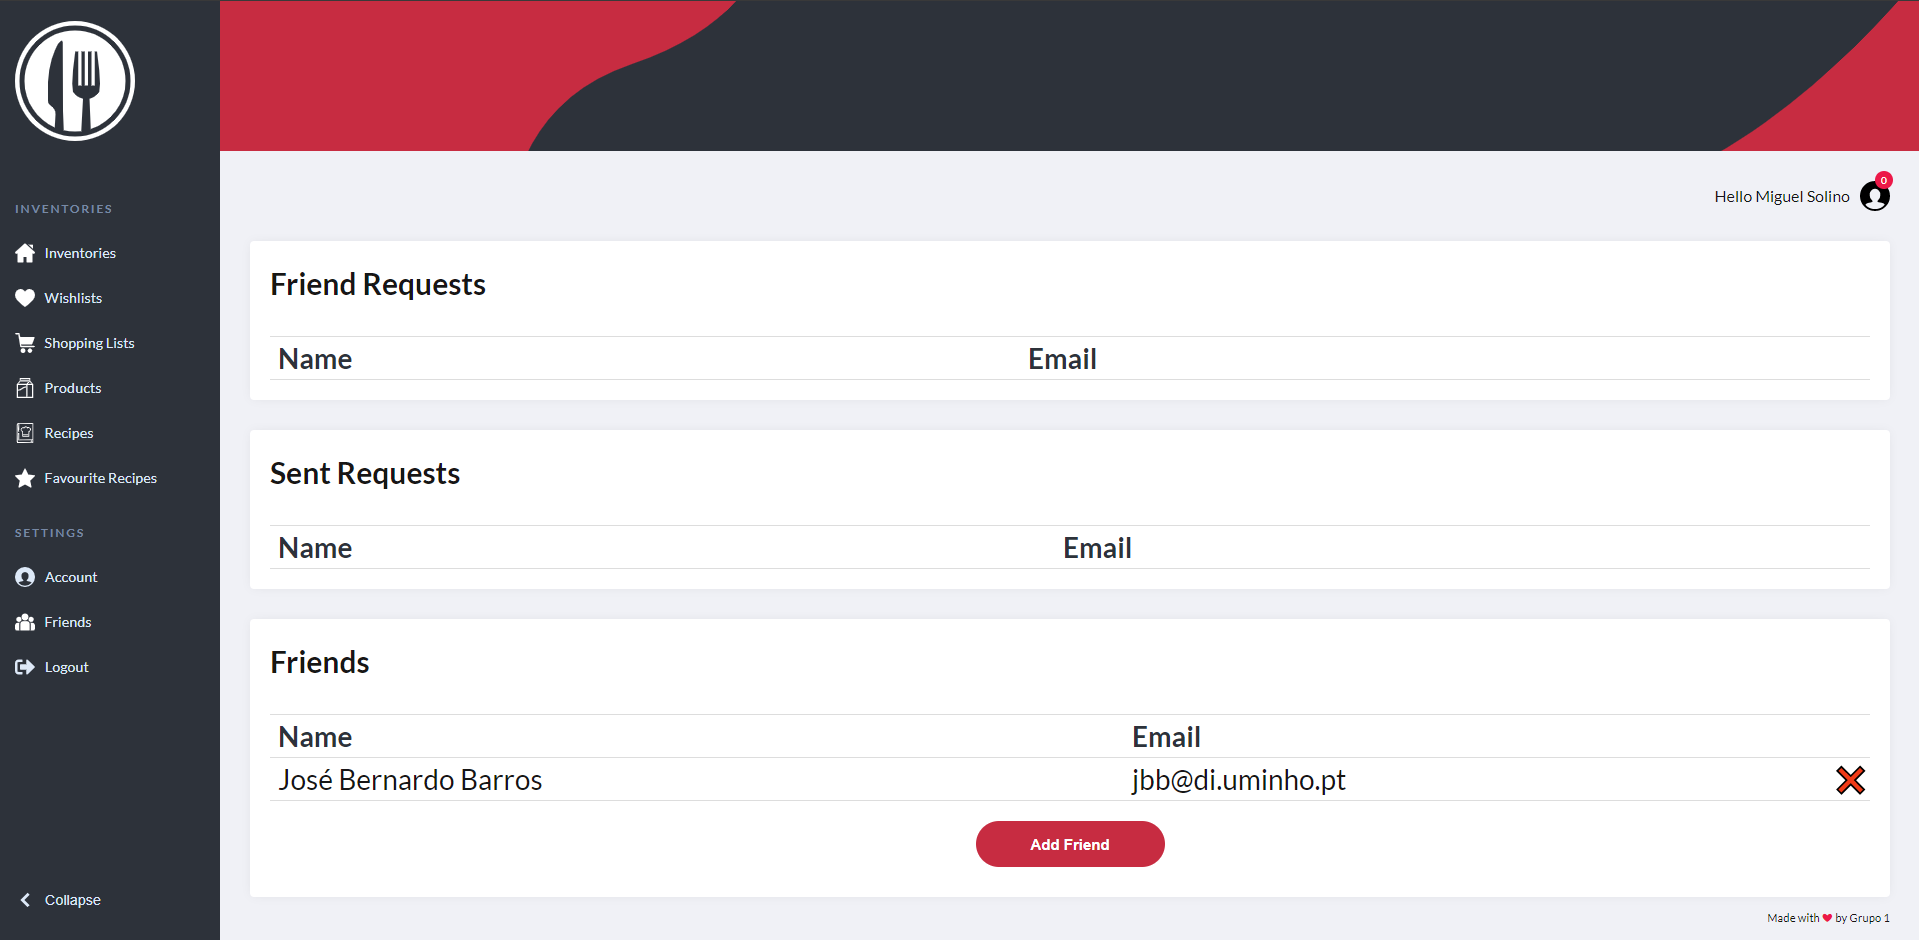 INVENTORIES
Inventories
Wishlists
Shopping Lists
Products
Recipes
Favourite Recipes
SETTINGS
Account
Friends
Logout
Collapse
0
Hello Miguel Solino
Friend Requests
Name Email
Sent Requests
Name Email
Friends
Name Email
José Bernardo Barros jbb@di.uminho.pt
Add Friend
Made with ❤ by Grupo 1